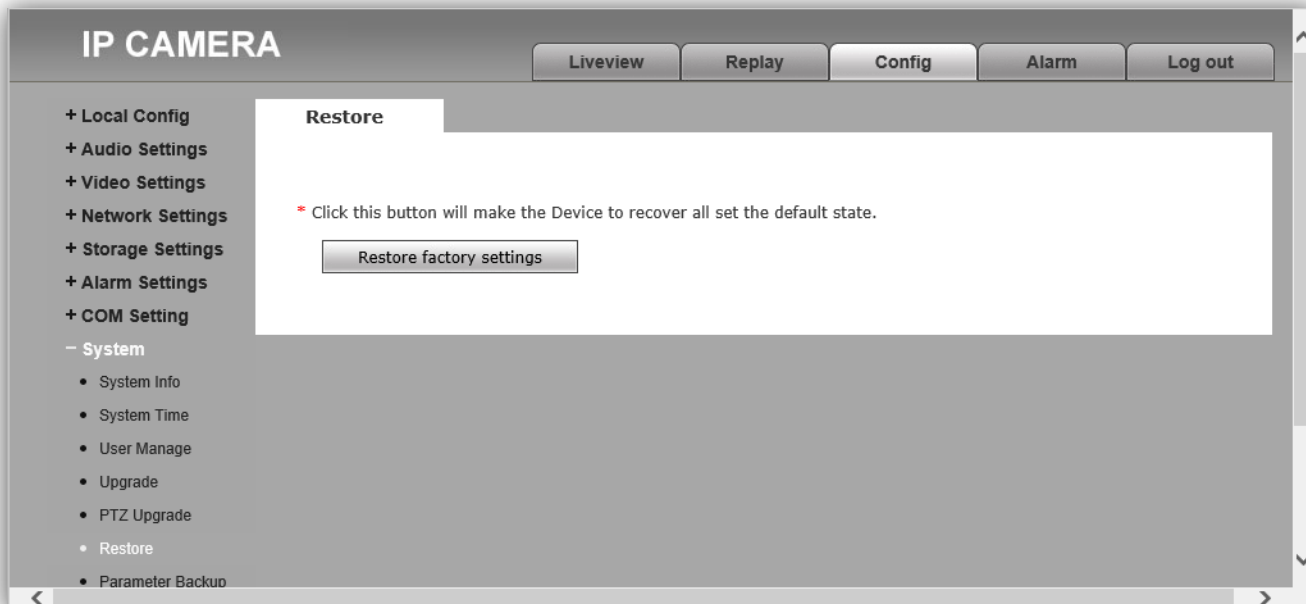 IP CAMERA
Liveview
Replay
Config
Alarm
Log out
+ Local Config
+ Audio Settings
+ Video Settings
+ Network Settings
+ Storage Settings
+ Alarm Settings
+ COM Setting
− System
• System Info
• System Time
• User Manage
• Upgrade
• PTZ Upgrade
• Restore
• Parameter Backup
Restore
* Click this button will make the Device to recover all set the default state.
Restore factory settings